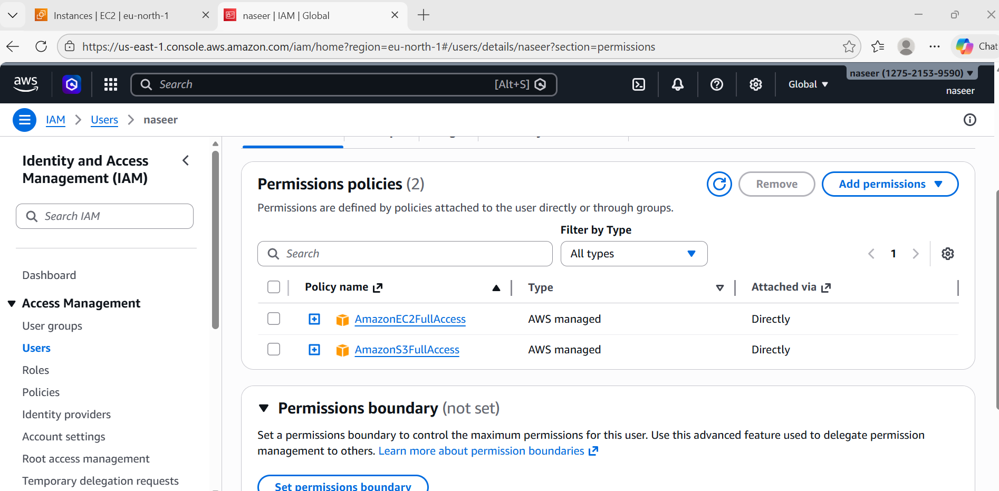 Instances | EC2 | eu-north-1
naseer | IAM | Global
https://us-east-1.console.aws.amazon.com/iam/home?region=eu-north-1#/users/details/naseer?section=permissions
Chat
aws
Search
[Alt+S]
Global
naseer (1275-2153-9590)
naseer
IAM
Users
naseer
Identity and Access
Management (IAM)
Search IAM
Dashboard
Access Management
User groups
Users
Roles
Policies
Identity providers
Account settings
Root access management
Temporary delegation requests
Permissions policies (2)
Remove
Add permissions
Permissions are defined by policies attached to the user directly or through groups.
Filter by Type
Search
All types
1
Policy name
Type
Attached via
AmazonEC2FullAccess
AWS managed
Directly
AmazonS3FullAccess
AWS managed
Directly
Permissions boundary (not set)
Set a permissions boundary to control the maximum permissions for this user. Use this advanced feature used to delegate permission
management to others. Learn more about permission boundaries
Set permissions boundary